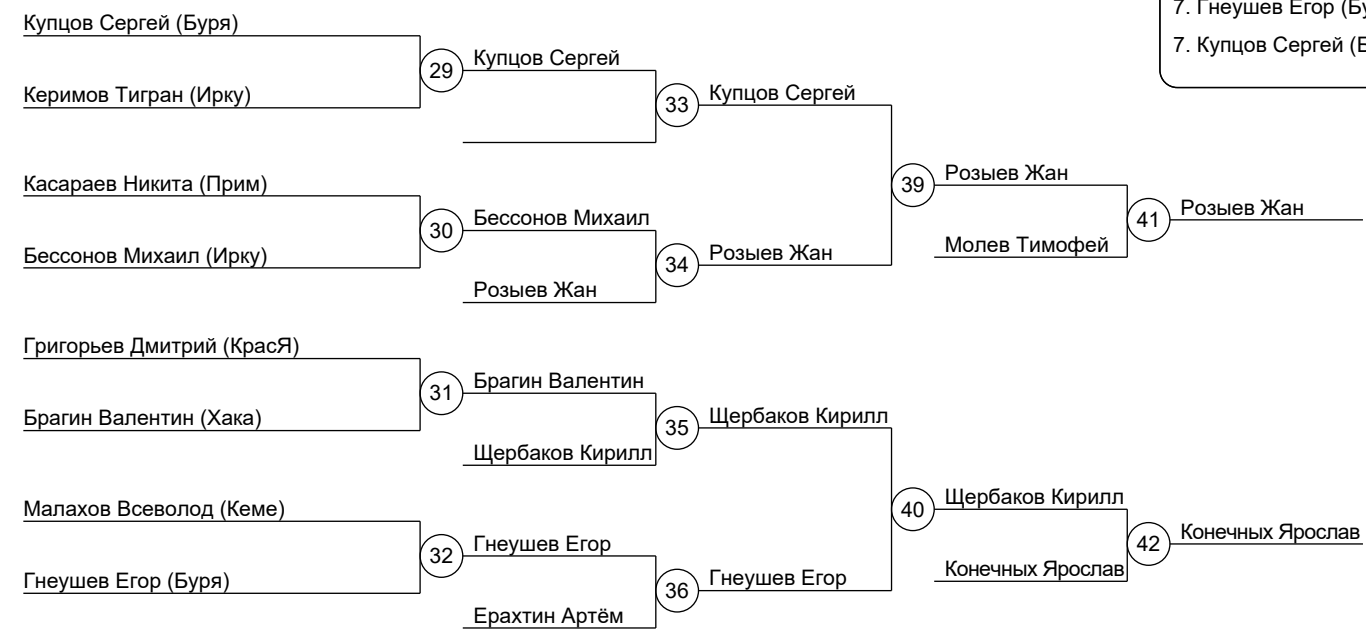 7. Гнеушев Егор
7. Купцов Сергей
Купцов Сергей (Буря)
29
Купцов Сергей
Керимов Тигран (Ирку)
33
Купцов Сергей
Касараев Никита (Прим)
30
Бессонов Михаил
Бессонов Михаил (Ирку)
34
Розыев Жан
Розыев Жан
39
Розыев Жан
Молев Тимофей
41
Розыев Жан
Григорьев Дмитрий (КрасЯ)
31
Брагин Валентин
Брагин Валентин (Хака)
35
Щербаков Кирилл
Щербаков Кирилл
Малахов Всеволод (Кеме)
32
Гнеушев Егор
Гнеушев Егор (Буря)
36
Гнеушев Егор
Ерахтин Артём
40
Щербаков Кирилл
Конечных Ярослав
42
Конечных Ярослав